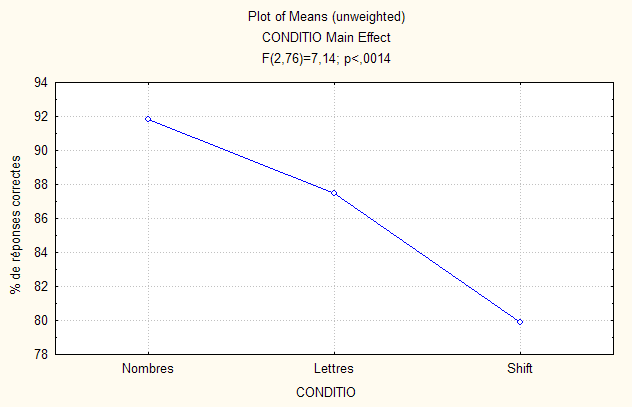 Plot of Means (unweighted)
CONDITIO Main Effect
F(2,76)=7,14; p<,0014
% de réponses correctes
94
92
90
88
86
84
82
80
78
Nombres Lettres Shift
CONDITIO